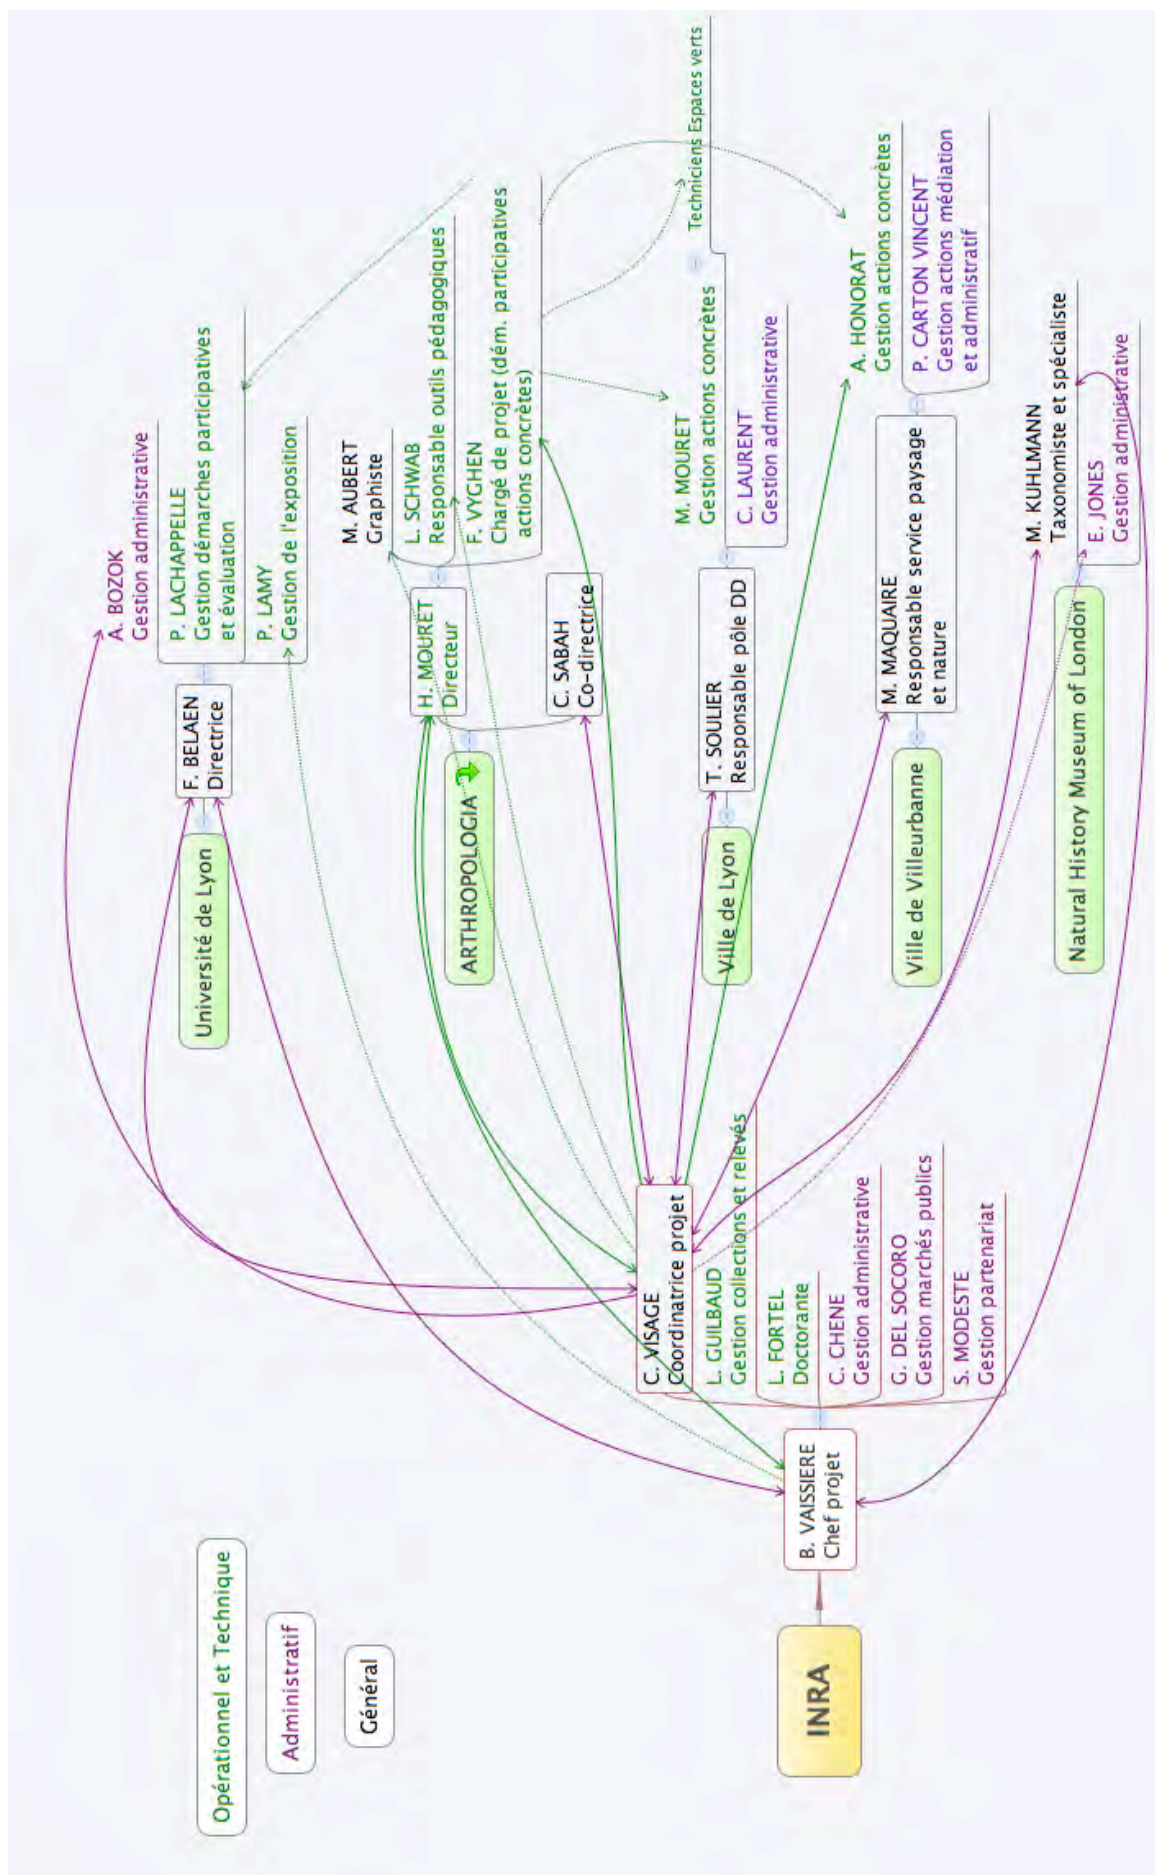 Opérationnel et Technique
Administratif
Général
INRA
B. VAISSIERE
Chef projet
C. VISAGE
Coordinatrice projet
L. GUILBAUD
Gestion collections et relevés
L. FORTEL
Doctorante
C. CHENE
Gestion administrative
G. DEL SOCORO
Gestion marchés publics
S. MODESTE
Gestion partenariat
Université de Lyon
F. BELAEN
Directrice
A. BOZOK
Gestion administrative
P. LACHAPPELLE
Gestion démarches participatives
et évaluation
P. LAMY
Gestion de l'exposition
ARTHROPOLOGIA
H. MOURET
Directeur
C. SABAH
Co-directrice
M. AUBERT
Graphiste
L. SCHWAB
Responsable outils pédagogiques
F. VYGHEN
Chargé de projet (dém. participatives
actions concrètes)
Ville de Lyon
T. SOULIER
Responsable pôle DD
M. MOURET
Gestion actions concrètes
Techniciens Espaces verts
C. LAURENT
Gestion administrative
Ville de Villeurbanne
M. MAQUAIRE
Responsable service paysage
et nature
A. HONORAT
Gestion actions concrètes
P. CARTON VINCENT
Gestion actions médiation
et administratif
Natural History Museum of London
M. KUHLMANN
Taxonomiste et spécialiste
E. JONES
Gestion administrative